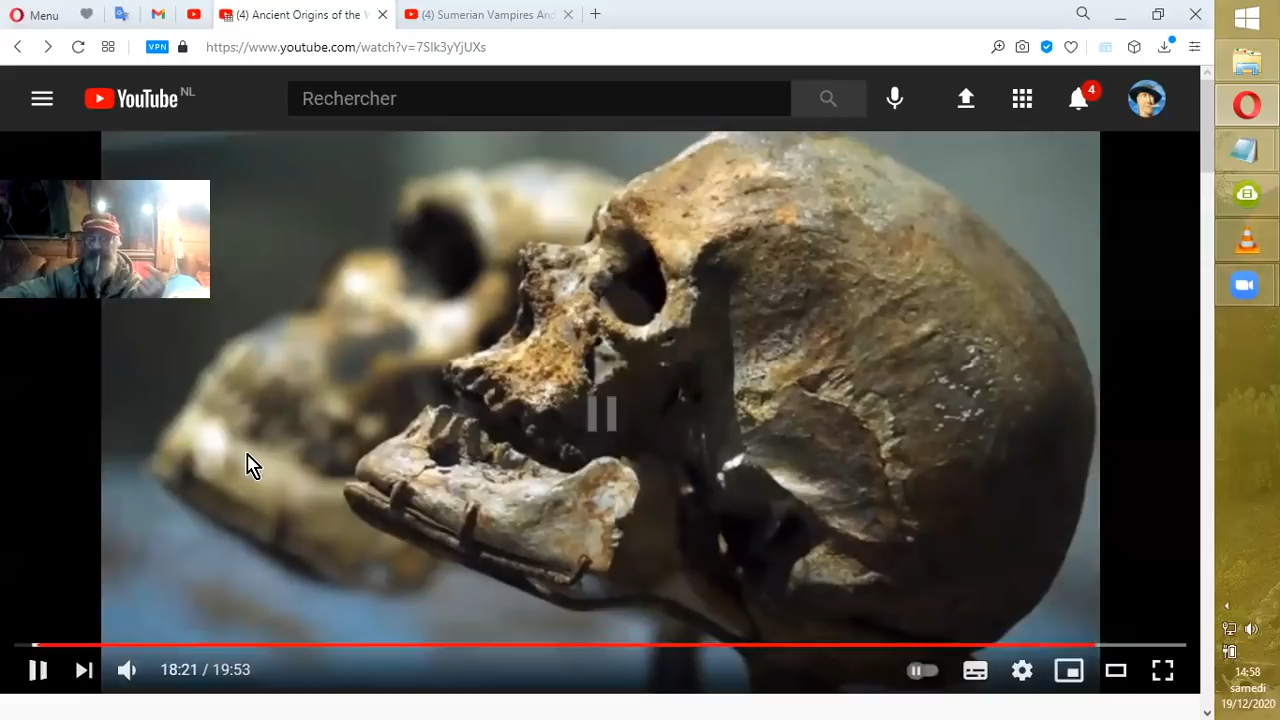 Menu
(4) Ancient Origins of the
(4) Sumerian Vampires And
VPN
https://www.youtube.com/watch?v=7SIk3yYjUXs
YouTube NL
Rechercher
4
18:21 / 19:53
14:58
samedi
19/12/2020